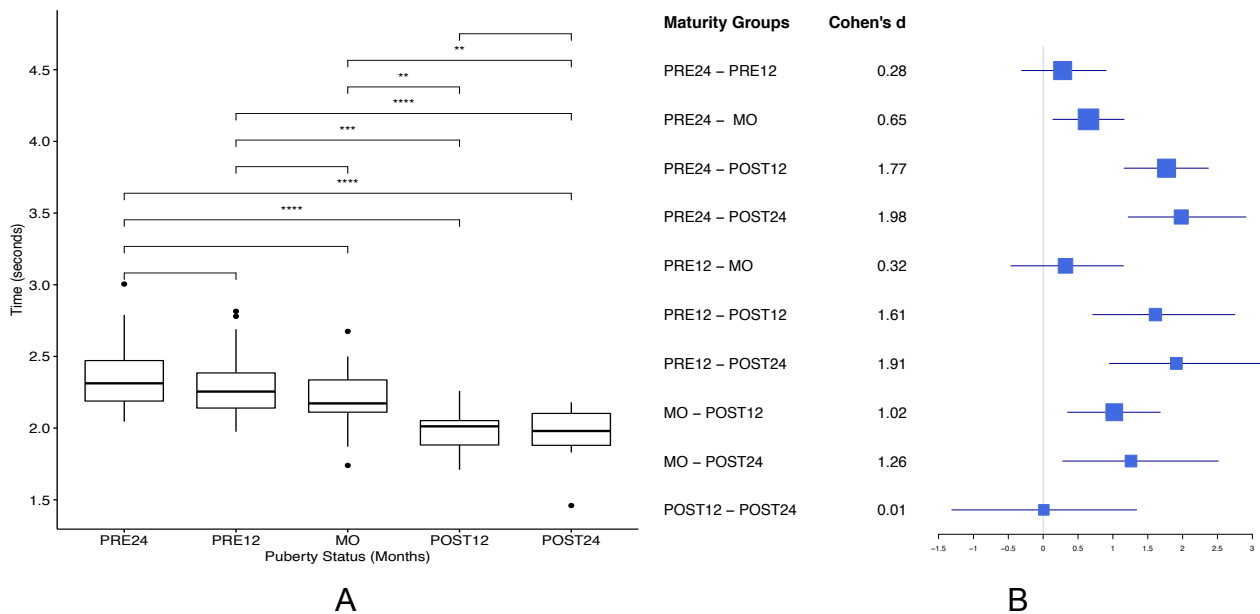 Time (seconds)
4.5
4.0
3.5
3.0
2.5
2.0
1.5
**
**
****
***
****
****
PRE24 PRE12 MO POST12 POST24
Puberty Status (Months)
A
Maturity Groups Cohen's d
PRE24 – PRE12 0.28
PRE24 – MO 0.65
PRE24 – POST12 1.77
PRE24 – POST24 1.98
PRE12 – MO 0.32
PRE12 – POST12 1.61
PRE12 – POST24 1.91
MO – POST12 1.02
MO – POST24 1.26
POST12 – POST24 0.01
−1.5 −1 −0.5 0 0.5 1 1.5 2 2.5 3
B